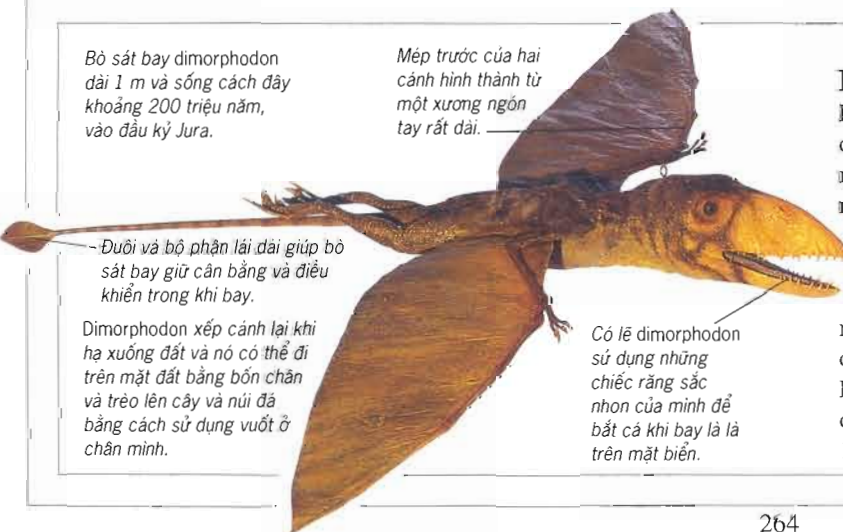 Bò sát bay dimorphodon
dài 1 m và sống cách đây
khoảng 200 triệu năm,
vào đầu kỷ Jura.
Mép trước của hai
cánh hình thành từ
một xương ngón
tay rất dài.
Đuôi và bộ phận lái dài giúp bò
sát bay giữ cân bằng và điều
khiển trong khi bay.
Dimorphodon xếp cánh lại khi
hạ xuống đất và nó có thể đi
trên mặt đất bằng bốn chân
và trèo lên cây và núi đá
bằng cách sử dụng vuốt ở
chân mình.
Có lẽ dimorphodon
sử dụng những
chiếc răng sắc
nhọn của mình để
bắt cá khi bay là là
trên mặt biển.
264